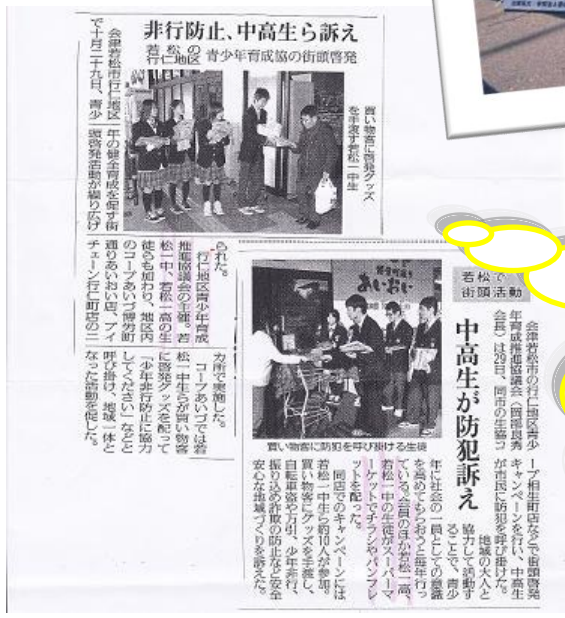 非行防止、中高生ら訴え
若松の
行仁地区
青少年育成協の街頭啓発
会津若松市行仁地区
で十月二十九日、青少
年の健全育成を促す街
頭啓発活動が繰り広げ
買い物客に啓発グッズ
を手渡す若松一中生
られた。
行仁地区青少年育成
推進協議会の主催。若
松一中、若松一高の生
徒らも加わり、地区内
のコープあいづ博労町
通りあいおい店、ブイ
チェーン行仁町店の二
カ所で実施した。
コープあいづでは若
松一中生らが買い物客
に啓発グッズを配って
「少年非行防止に協力
してください」などと
呼び掛け、地域一体と
なった活動を促した。
若松で
街頭活動
中高生が防犯訴え
あいおい
買い物客に防犯を呼び掛ける生徒
会津若松市の行仁地区青少
年育成推進協議会(岡部良秀
会長)は29日、同市の生協コ
ープ相生町店などで街頭啓発
キャンペーンを行い、中高生
が市民に防犯を呼び掛けた。
地域の大人と
協力して活動す
ることで、青少
年に社会の一員としての意識
を高めてもらおうと毎年行っ
ている。会員のほか若松一高、
若松一中の生徒がスーパーマ
ーケットでチラシやパンフレ
ットを配った。
同店でのキャンペーンには
若松一中生ら約10人が参加。
買い物客にグッズを手渡し、
自転車盗や万引、少年非行、
振り込め詐欺の防止など安全
安心な地域づくりを訴えた。